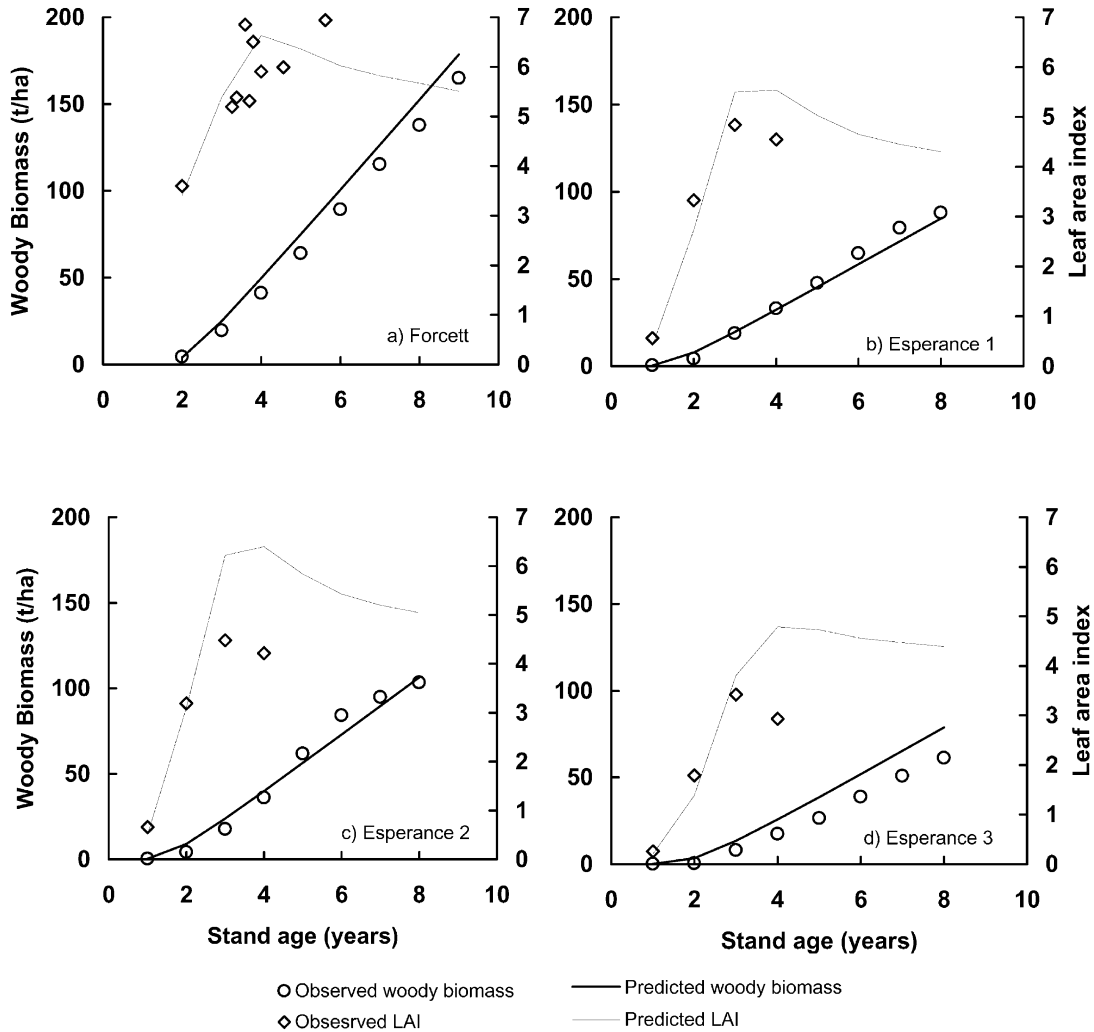 200
150
100
50
0
Woody Biomass (t/ha)
7
6
5
4
3
2
1
0
0 2 4 6 8 10
a) Forcett
200
150
100
50
0
7
6
5
4
3
2
1
0
Leaf area index
0 2 4 6 8 10
b) Esperance 1
200
150
100
50
0
Woody Biomass (t/ha)
7
6
5
4
3
2
1
0
0 2 4 6 8 10
c) Esperance 2
Stand age (years)
200
150
100
50
0
7
6
5
4
3
2
1
0
Leaf area index
0 2 4 6 8 10
d) Esperance 3
Stand age (years)
Observed woody biomass
Predicted woody biomass
Obsesrved LAI
Predicted LAI